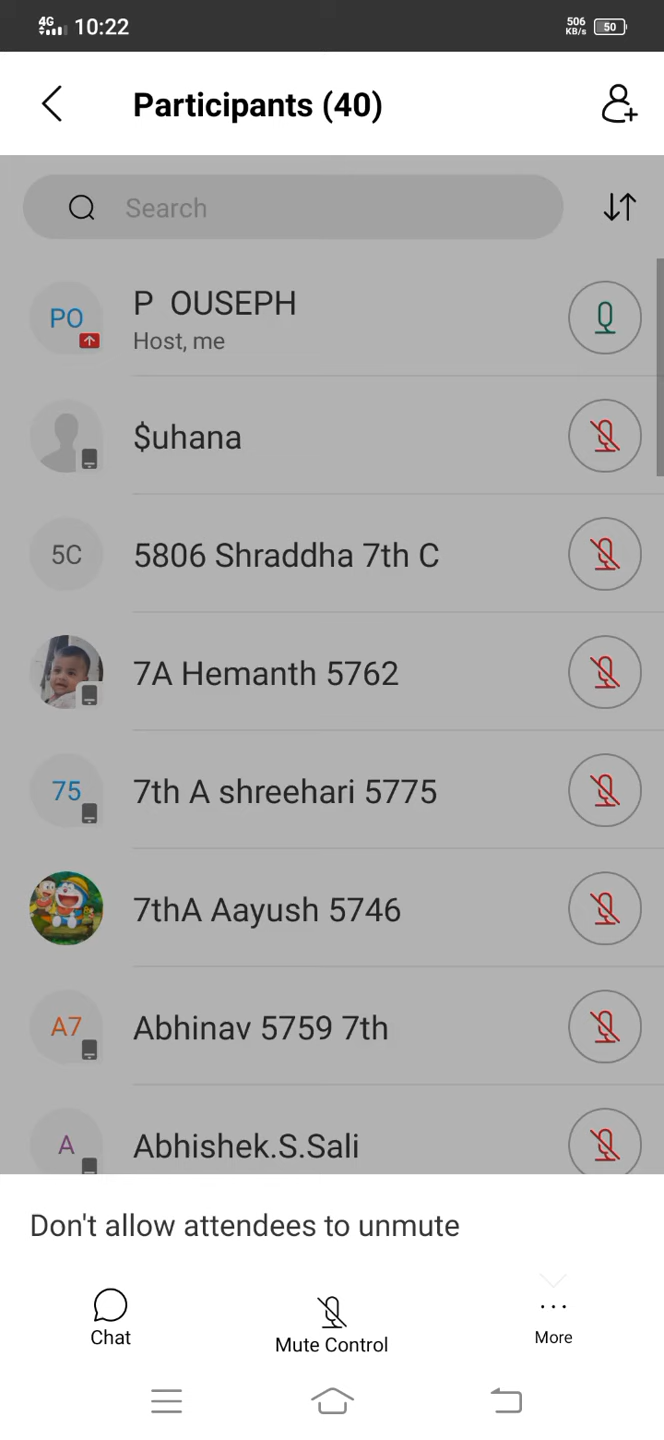 4G 10:22 506 KB/s 50
Participants (40)
Search
PO P OUSEPH
Host, me
$uhana
5C 5806 Shraddha 7th C
7A Hemanth 5762
75 7th A shreehari 5775
7thA Aayush 5746
A7 Abhinav 5759 7th
A Abhishek.S.Sali
Don't allow attendees to unmute
Chat Mute Control More